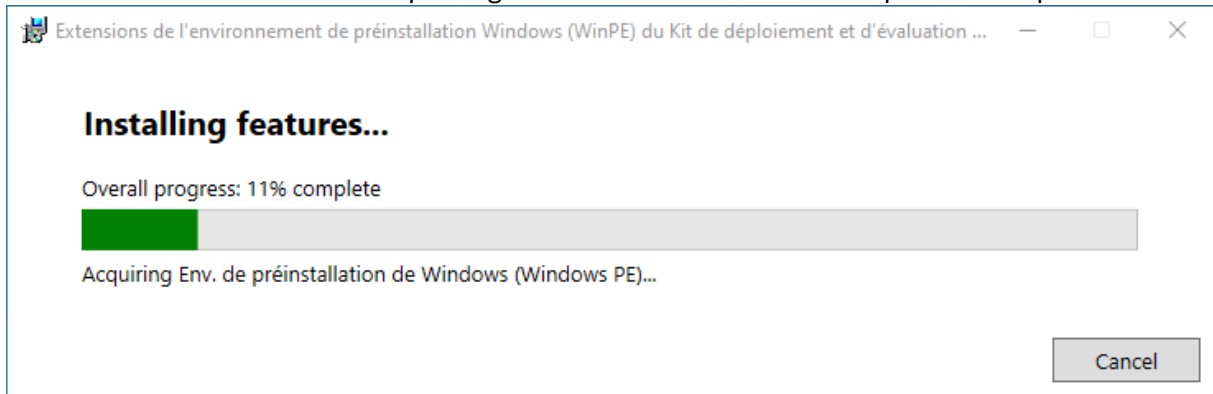 Extensions de l'environnement de préinstallation Windows (WinPE) du Kit de déploiement et d'évaluation ...
Installing features...
Overall progress: 11% complete
Acquiring Env. de préinstallation de Windows (Windows PE)...
Cancel